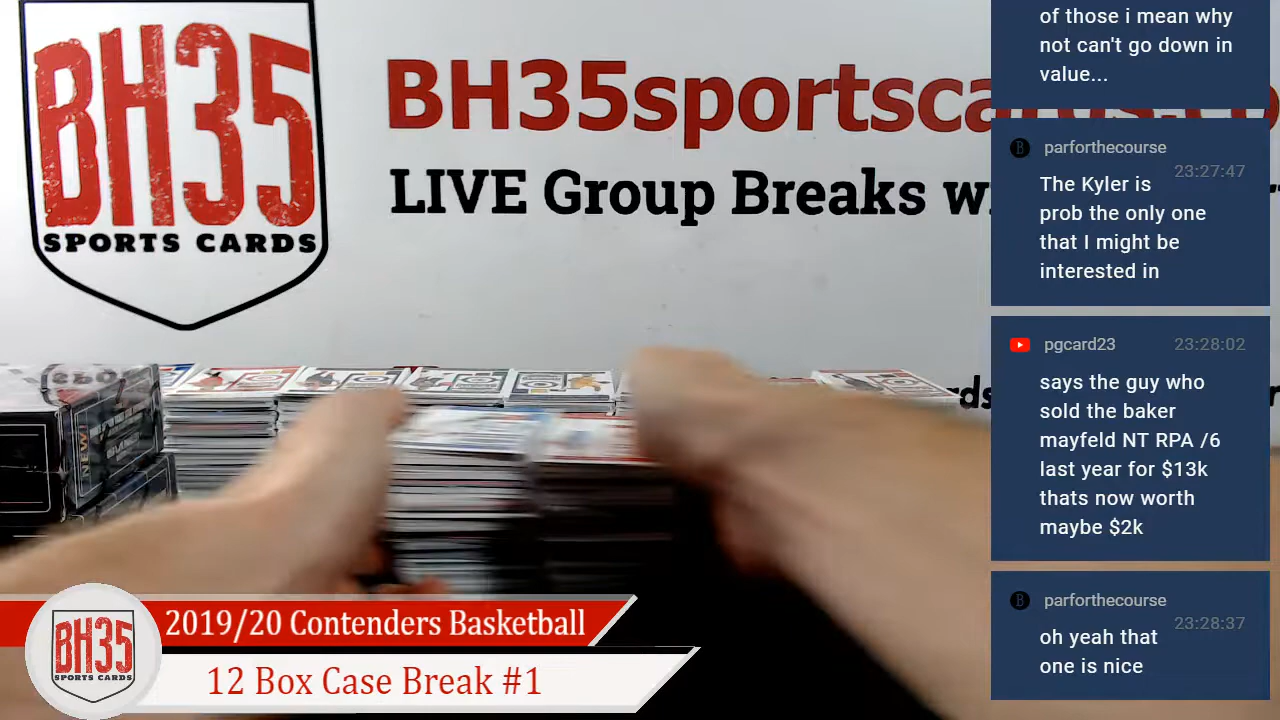 BH35
SPORTS CARDS
BH35sportscards.co
LIVE Group Breaks w
NEW
2019/20 Contenders Basketball
12 Box Case Break #1
BH35
SPORTS CARDS
of those i mean why
not can't go down in
value...
parforthecourse
23:27:47
The Kyler is
prob the only one
that I might be
interested in
pgcard23 23:28:02
says the guy who
sold the baker
mayfeld NT RPA /6
last year for $13k
thats now worth
maybe $2k
parforthecourse
23:28:37
oh yeah that
one is nice